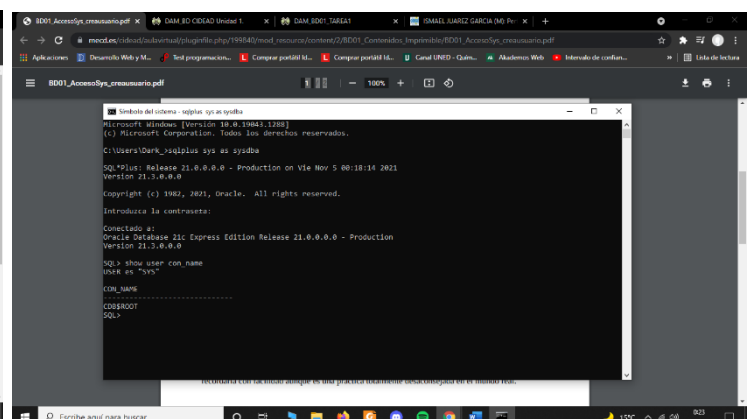 BD01_AccesoSys_creausuario.pdf
DAM_BD CIDEAD Unidad 1.
DAM_BD01_TAREA1
ISMAEL JUAREZ GARCIA (M): Per
mecd.es/cidead/aulavirtual/pluginfile.php/199840/mod_resource/content/2/BD01_Contenidos_Imprimible/BD01_AccesoSys_creausuario.pdf
Aplicaciones
Desarrollo Web y M...
Test programacion...
Comprar portátil Id...
Comprar portátil Id...
Canal UNED - Quím...
Akademos Web
Intervalo de confian...
»
Lista de lectura
BD01_AccesoSys_creausuario.pdf
100%
Símbolo del sistema - sqlplus sys as sysdba
Microsoft Windows [Versión 10.0.19043.1288]
(c) Microsoft Corporation. Todos los derechos reservados.
C:\Users\Dark_>sqlplus sys as sysdba
SQL*Plus: Release 21.0.0.0.0 - Production on Vie Nov 5 00:18:14 2021
Version 21.3.0.0.0
Copyright (c) 1982, 2021, Oracle. All rights reserved.
Introduzca la contraseña:
Conectado a:
Oracle Database 21c Express Edition Release 21.0.0.0.0 - Production
Version 21.3.0.0.0
SQL> show user con_name
USER es "SYS"
CON_NAME
------------------------------
CDB$ROOT
SQL>
recordarla con facilidad aunque es una práctica totalmente desaconsejada en el mundo real.
Escribe aquí para buscar
15°C
0:23